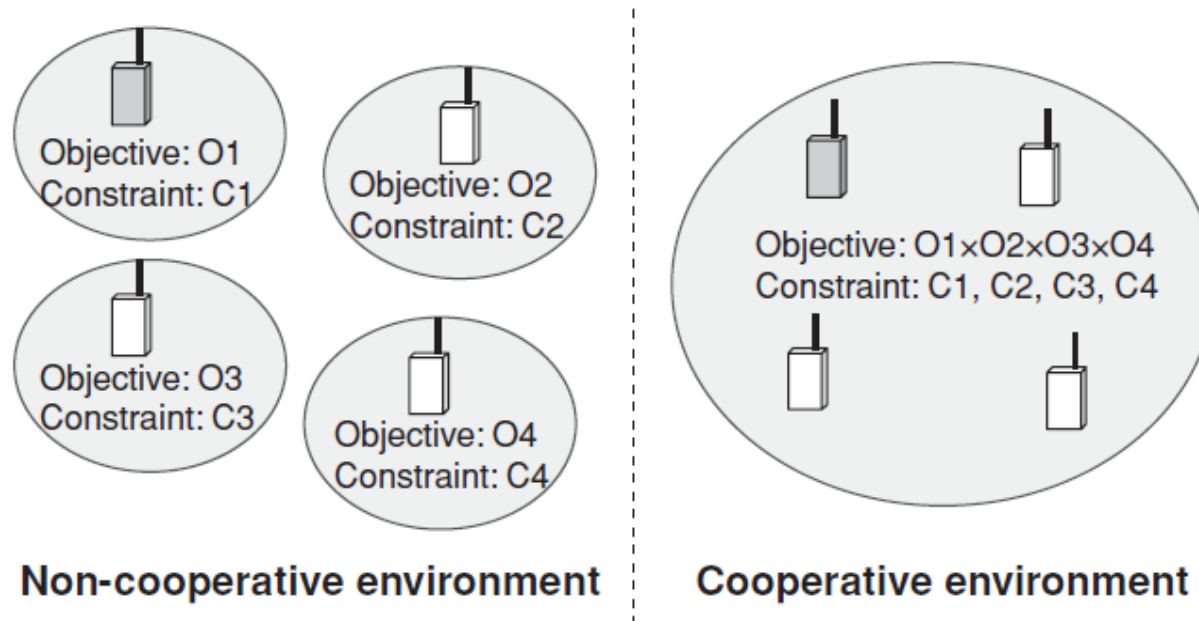 Objective: O1
Constraint: C1
Objective: O2
Constraint: C2
Objective: O3
Constraint: C3
Objective: O4
Constraint: C4
Non-cooperative environment
Objective: O1×O2×O3×O4
Constraint: C1, C2, C3, C4
Cooperative environment